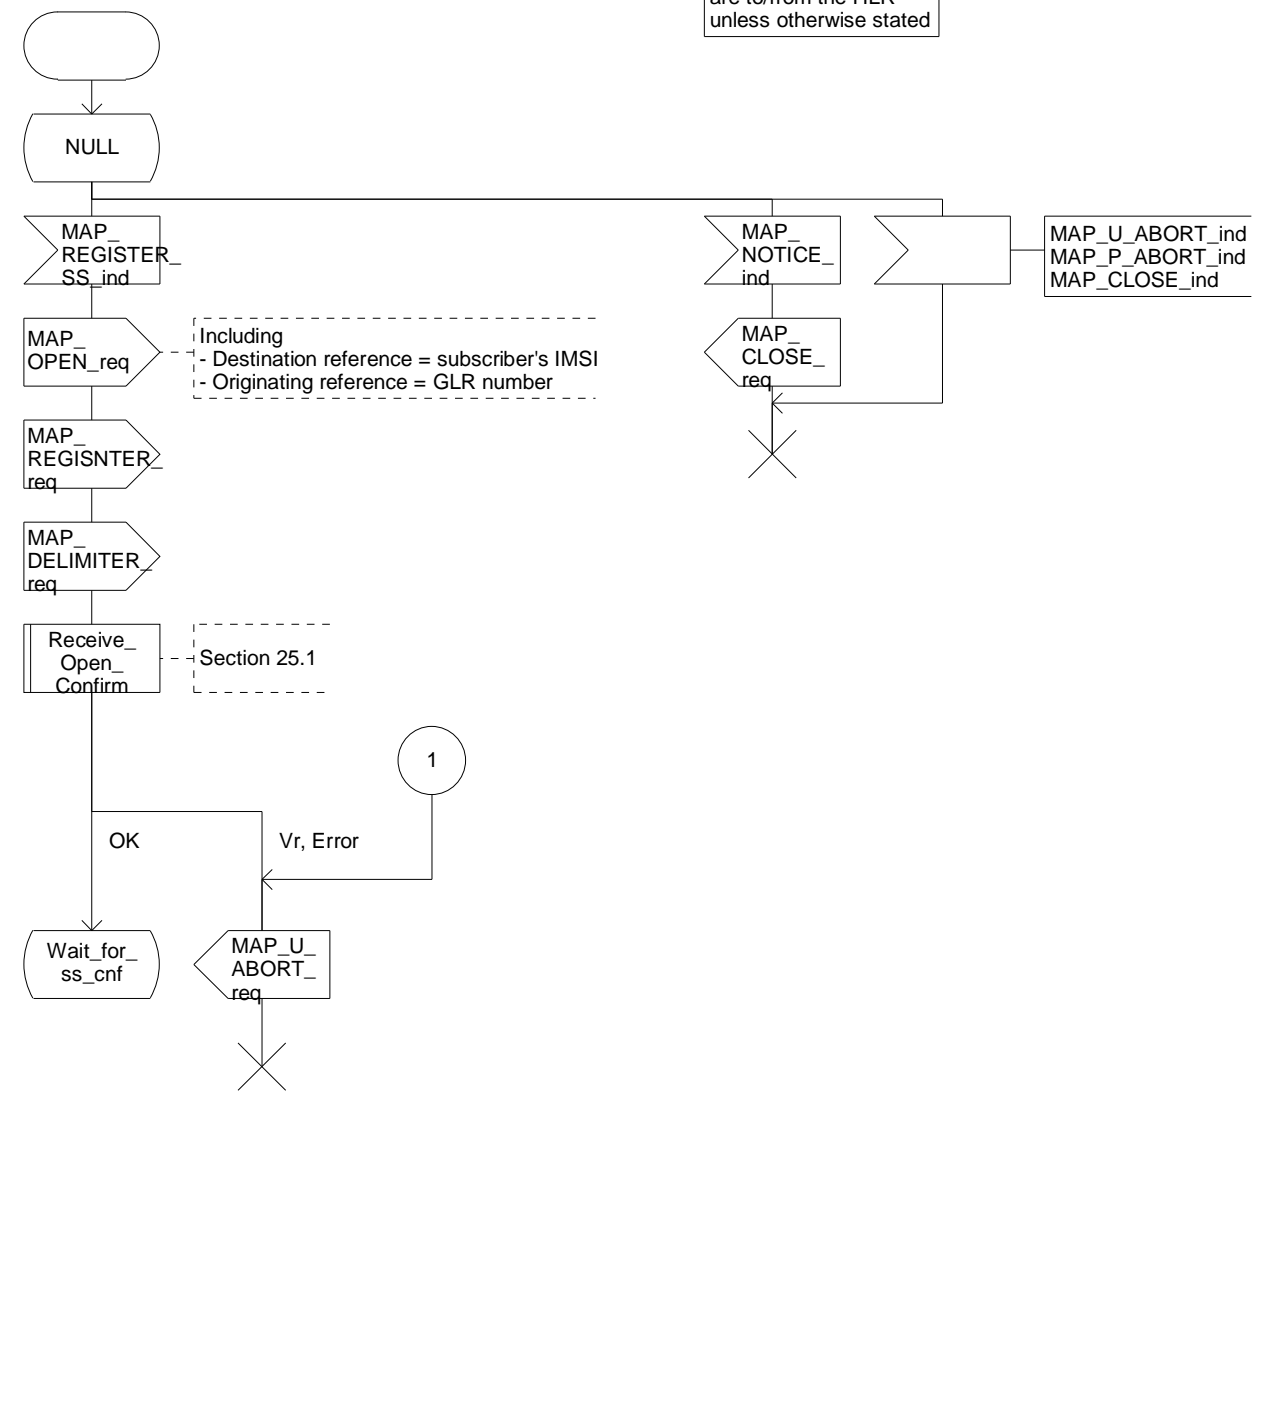 are to/from the HLR
unless otherwise stated
NULL
MAP_
REGISTER_
SS_ind
MAP_
NOTICE_
ind
MAP_U_ABORT_ind
MAP_P_ABORT_ind
MAP_CLOSE_ind
MAP_
OPEN_req
Including
- Destination reference = subscriber's IMSI
- Originating reference = GLR number
MAP_
CLOSE_
req
MAP_
REGISNTER_
req
MAP_
DELIMITER_
req
Receive_
Open_
Confirm
Section 25.1
1
OK
Vr, Error
Wait_for_
ss_cnf
MAP_U_
ABORT_
req